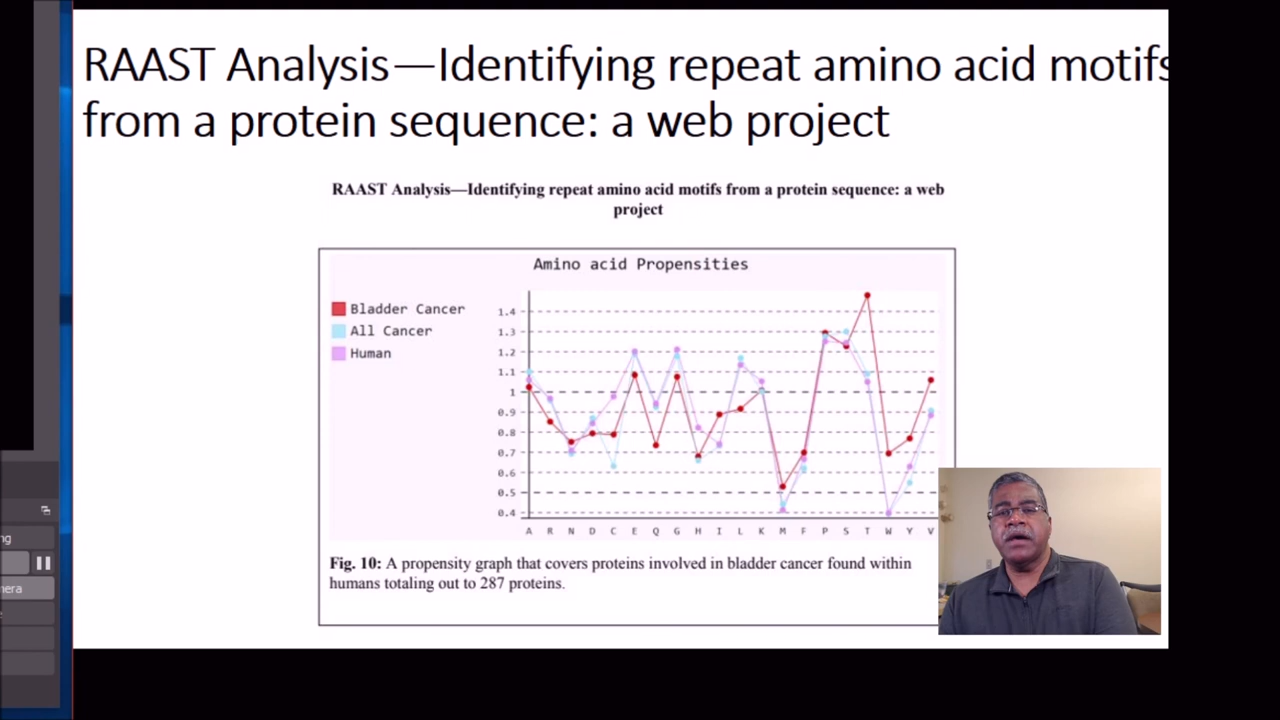 RAAST Analysis—Identifying repeat amino acid motifs
from a protein sequence: a web project
RAAST Analysis—Identifying repeat amino acid motifs from a protein sequence: a web
project
Amino acid Propensities
Bladder Cancer
All Cancer
Human
1.4
1.3
1.2
1.1
1
0.9
0.8
0.7
0.6
0.5
0.4
A R N D C E Q G H I L K M F P S T W Y V
Fig. 10: A propensity graph that covers proteins involved in bladder cancer found within
humans totaling out to 287 proteins.
ng
nera